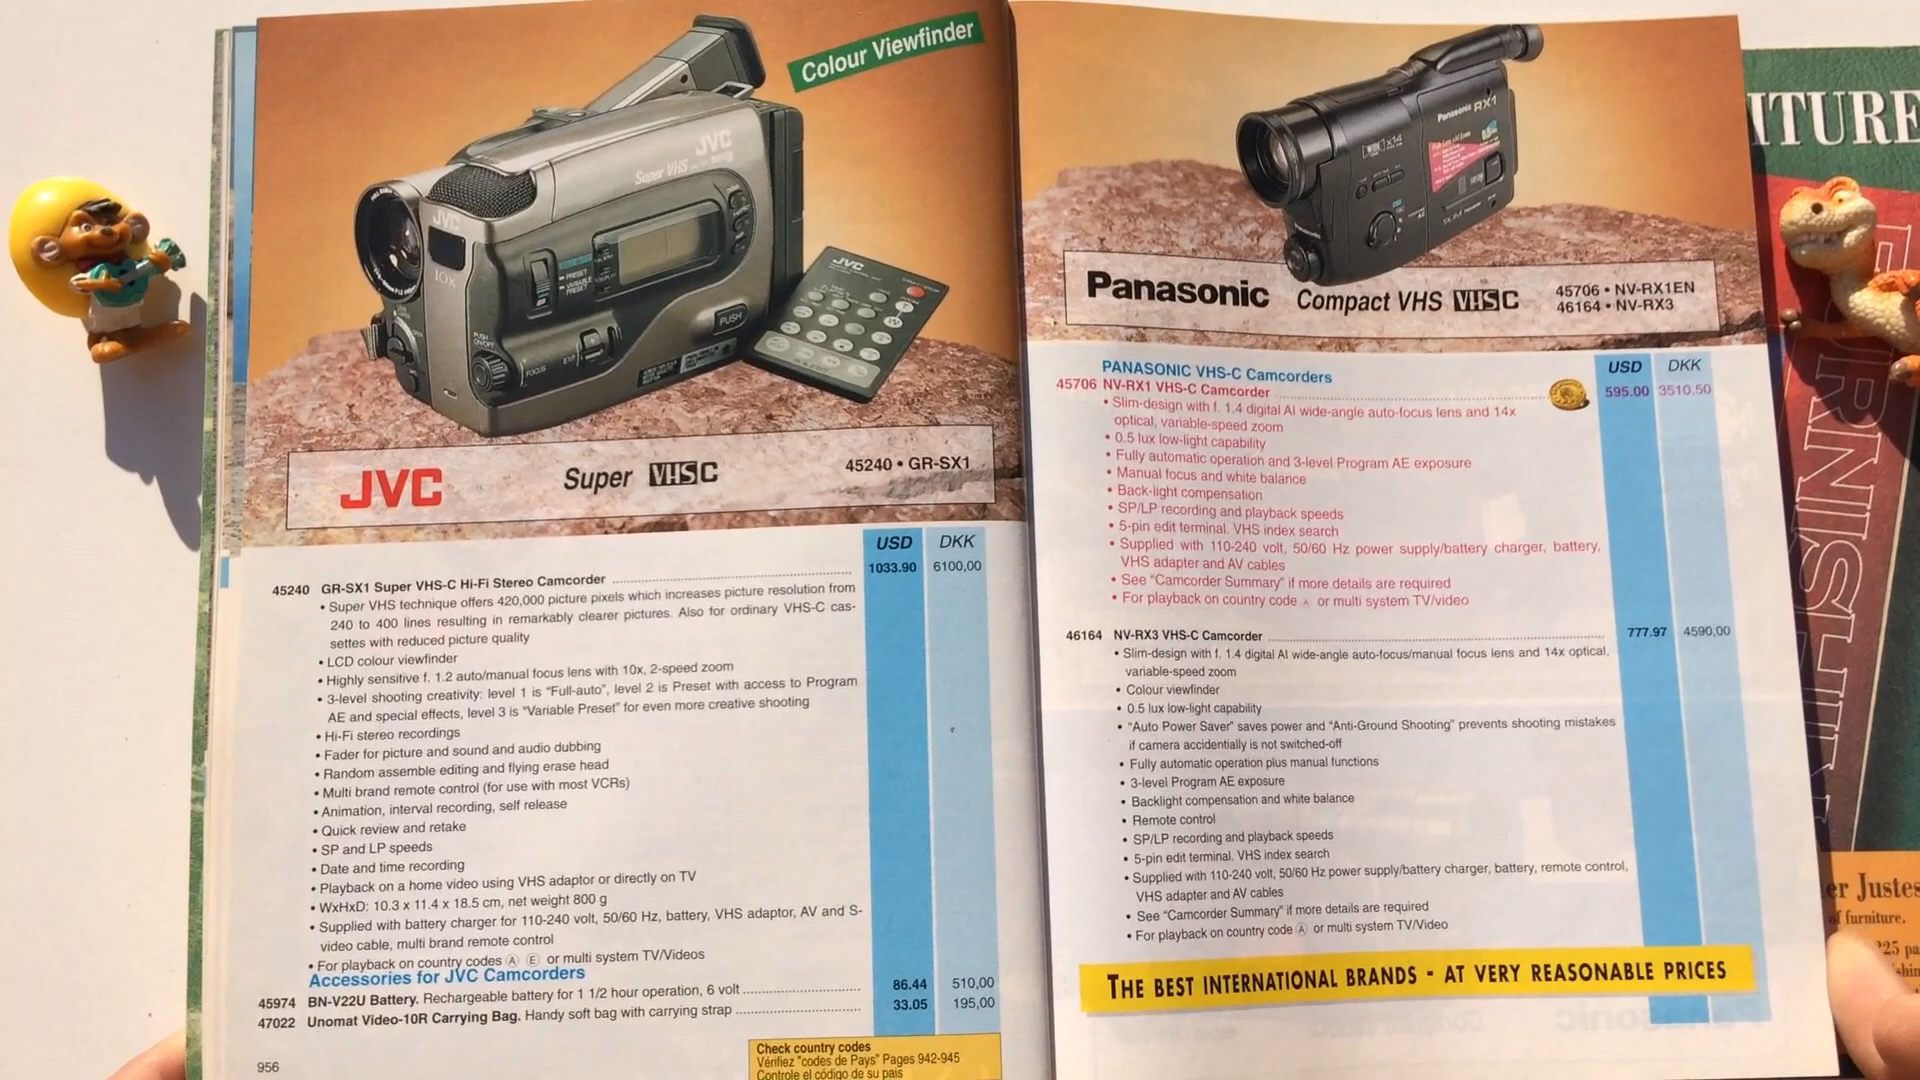 Colour Viewfinder
JVC
Super VHS
JVC
10x
PRESET
VARIABLE
PRESET
PUSH
ON/OFF
FOCUS
EXP.
PUSH
JVC
JVC
Super VHS C
45240 • GR-SX1
USD DKK
45240 GR-SX1 Super VHS-C Hi-Fi Stereo Camcorder 1033.90 6100,00
• Super VHS technique offers 420,000 picture pixels which increases picture resolution from
240 to 400 lines resulting in remarkably clearer pictures. Also for ordinary VHS-C cas-
settes with reduced picture quality
• LCD colour viewfinder
• Highly sensitive f. 1.2 auto/manual focus lens with 10x, 2-speed zoom
• 3-level shooting creativity: level 1 is “Full-auto”, level 2 is Preset with access to Program
AE and special effects, level 3 is “Variable Preset” for even more creative shooting
• Hi-Fi stereo recordings
• Fader for picture and sound and audio dubbing
• Random assemble editing and flying erase head
• Multi brand remote control (for use with most VCRs)
• Animation, interval recording, self release
• Quick review and retake
• SP and LP speeds
• Date and time recording
• Playback on a home video using VHS adaptor or directly on TV
• WxHxD: 10.3 x 11.4 x 18.5 cm, net weight 800 g
• Supplied with battery charger for 110-240 volt, 50/60 Hz, battery, VHS adaptor, AV and S-
video cable, multi brand remote control
• For playback on country codes Ⓐ Ⓔ or multi system TV/Videos
Accessories for JVC Camcorders
45974 BN-V22U Battery. Rechargeable battery for 1 1/2 hour operation, 6 volt 86.44 510,00
47022 Unomat Video-10R Carrying Bag. Handy soft bag with carrying strap 33.05 195,00
956
Check country codes
Vérifiez "codes de Pays" Pages 942-945
Controle el código de su pais
Panasonic RX1
WIDE x14
Panasonic Compact VHS VHS C
45706 • NV-RX1EN
46164 • NV-RX3
USD DKK
PANASONIC VHS-C Camcorders
45706 NV-RX1 VHS-C Camcorder 595.00 3510,50
• Slim-design with f. 1.4 digital AI wide-angle auto-focus lens and 14x
optical, variable-speed zoom
• 0.5 lux low-light capability
• Fully automatic operation and 3-level Program AE exposure
• Manual focus and white balance
• Back-light compensation
• SP/LP recording and playback speeds
• 5-pin edit terminal. VHS index search
• Supplied with 110-240 volt, 50/60 Hz power supply/battery charger, battery,
VHS adapter and AV cables
• See “Camcorder Summary” if more details are required
• For playback on country code Ⓐ or multi system TV/video
46164 NV-RX3 VHS-C Camcorder 777.97 4590,00
• Slim-design with f. 1.4 digital AI wide-angle auto-focus/manual focus lens and 14x optical,
variable-speed zoom
• Colour viewfinder
• 0.5 lux low-light capability
• “Auto Power Saver” saves power and “Anti-Ground Shooting” prevents shooting mistakes
if camera accidentially is not switched-off
• Fully automatic operation plus manual functions
• 3-level Program AE exposure
• Backlight compensation and white balance
• Remote control
• SP/LP recording and playback speeds
• 5-pin edit terminal. VHS index search
• Supplied with 110-240 volt, 50/60 Hz power supply/battery charger, battery, remote control,
VHS adapter and AV cables
• See “Camcorder Summary” if more details are required
• For playback on country code Ⓐ or multi system TV/Video
THE BEST INTERNATIONAL BRANDS - AT VERY REASONABLE PRICES
ITURE
er Justes
of furniture.
225 pa